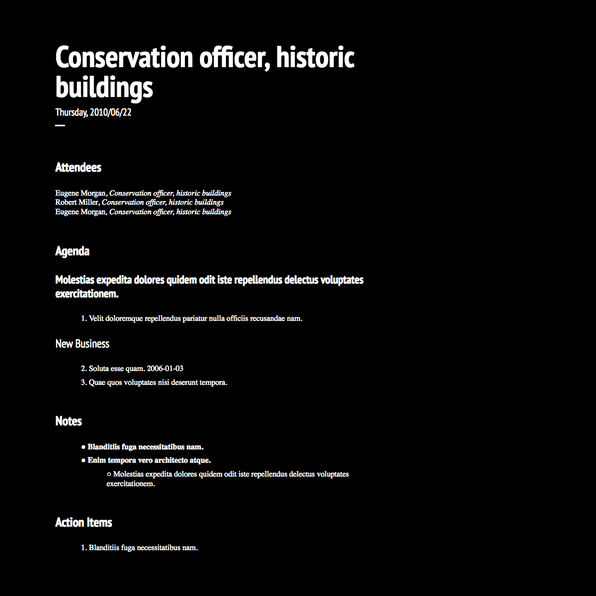 Conservation officer, historic
buildings
Thursday, 2010/06/22
Attendees
Eugene Morgan, Conservation officer, historic buildings
Robert Miller, Conservation officer, historic buildings
Eugene Morgan, Conservation officer, historic buildings
Agenda
Molestias expedita dolores quidem odit iste repellendus delectus voluptates
exercitationem.
1. Velit doloremque repellendus pariatur nulla officiis recusandae nam.
New Business
2. Soluta esse quam. 2006-01-03
3. Quae quos voluptates nisi deserunt tempora.
Notes
● Blanditiis fuga necessitatibus nam.
● Enim tempora vero architecto atque.
○ Molestias expedita dolores quidem odit iste repellendus delectus voluptates
exercitationem.
Action Items
1. Blanditiis fuga necessitatibus nam.